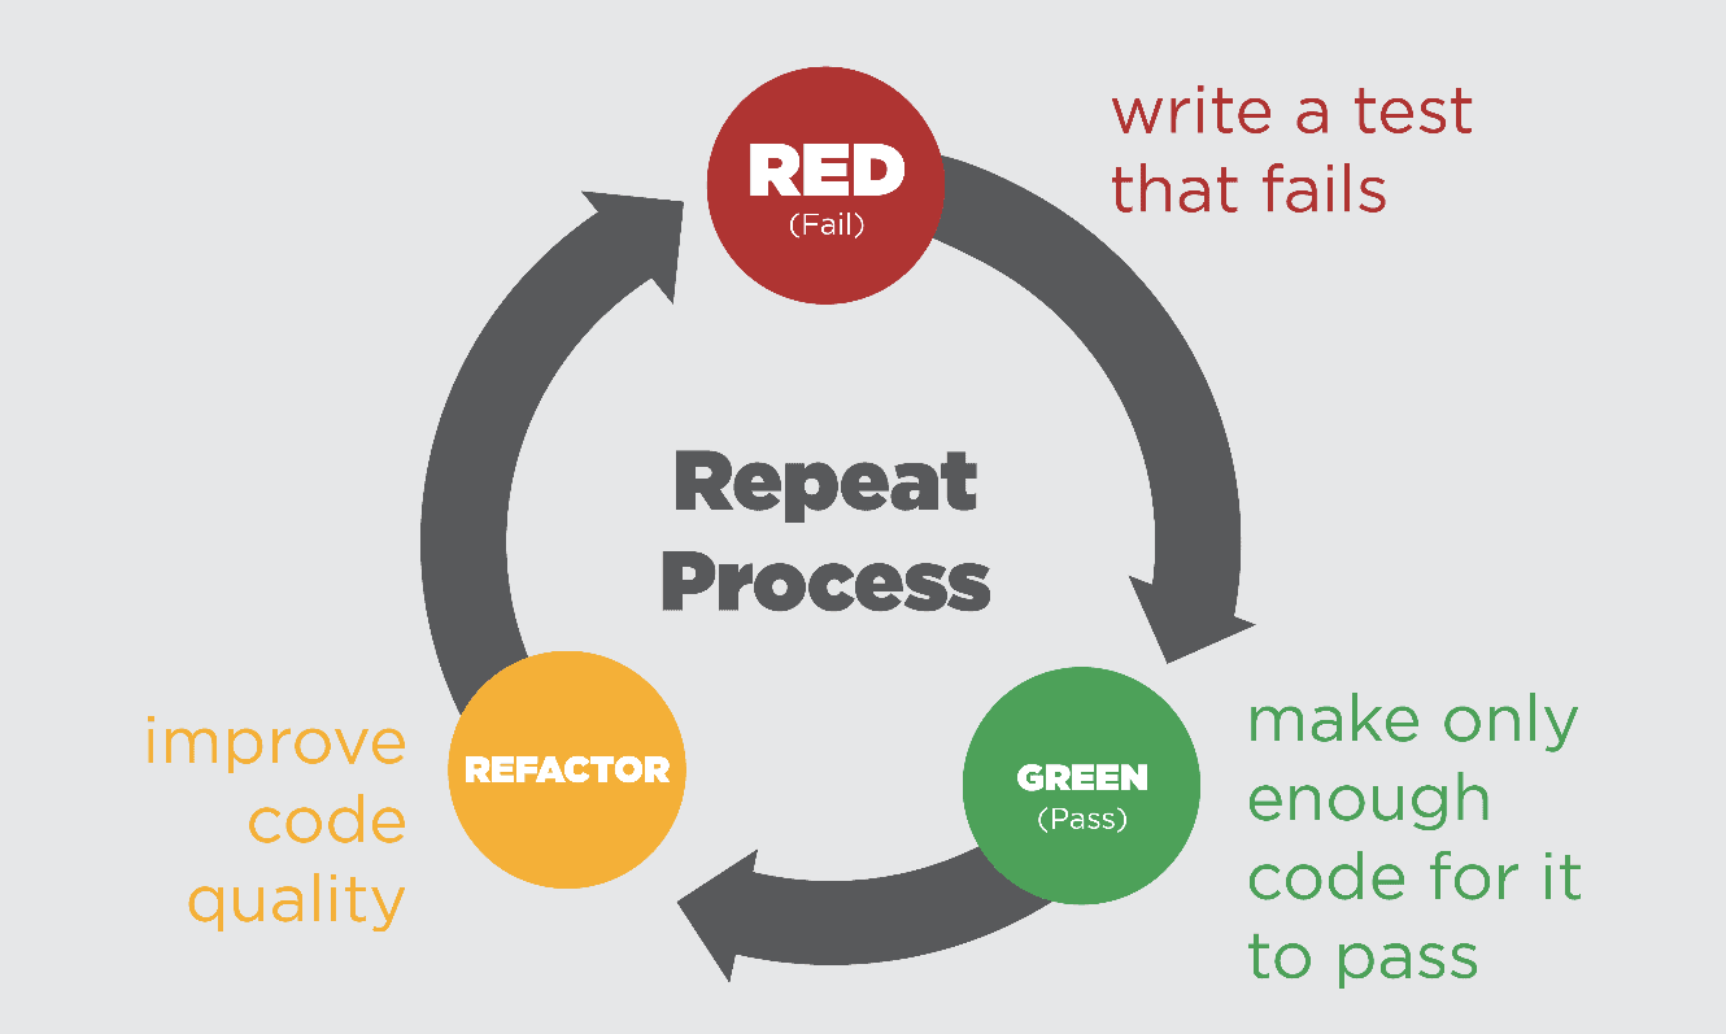 RED
(Fail)
write a test
that fails
Repeat
Process
GREEN
(Pass)
make only
enough
code for it
to pass
REFACTOR
improve
code
quality